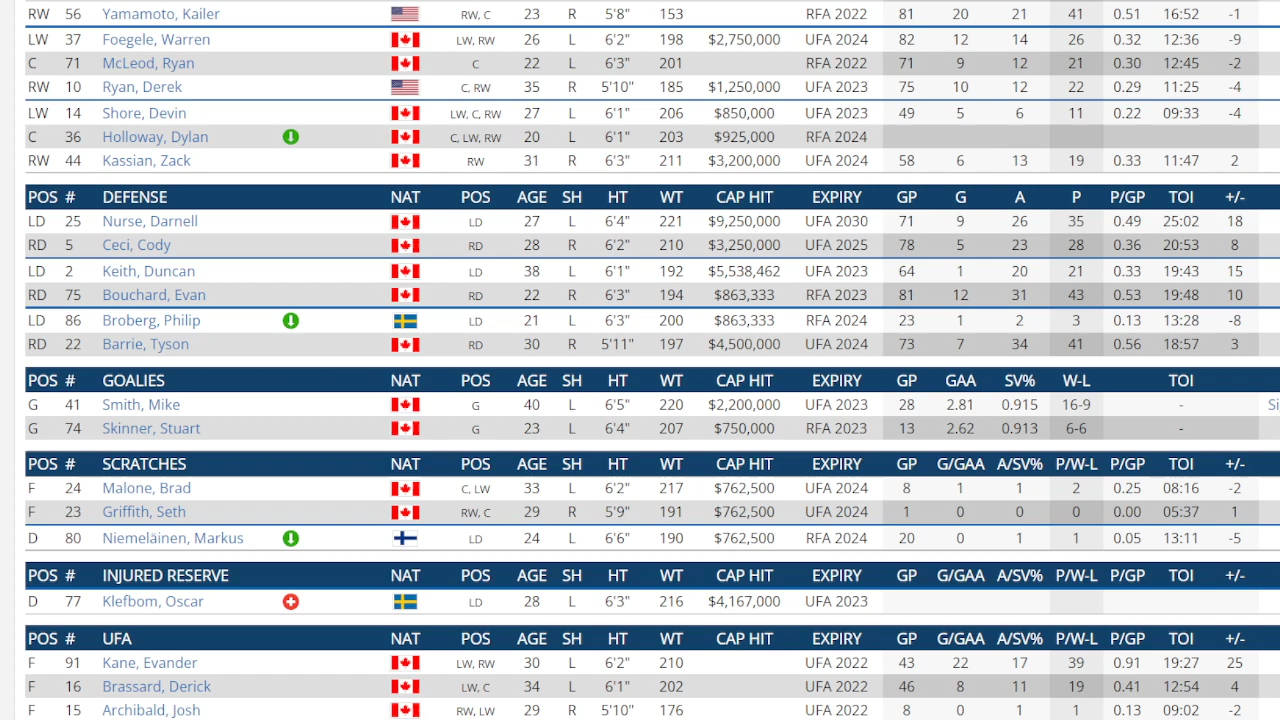 RW 56 Yamamoto, Kailer RW, C 23 R 5'8" 153 RFA 2022 81 20 21 41 0.51 16:52 -1
LW 37 Foegele, Warren LW, RW 26 L 6'2" 198 $2,750,000 UFA 2024 82 12 14 26 0.32 12:36 -9
C 71 McLeod, Ryan C 22 L 6'3" 201 RFA 2022 71 9 12 21 0.30 12:45 -2
RW 10 Ryan, Derek C, RW 35 R 5'10" 185 $1,250,000 UFA 2023 75 10 12 22 0.29 11:25 -4
LW 14 Shore, Devin LW, C, RW 27 L 6'1" 206 $850,000 UFA 2023 49 5 6 11 0.22 09:33 -4
C 36 Holloway, Dylan C, LW, RW 20 L 6'1" 203 $925,000 RFA 2024
RW 44 Kassian, Zack RW 31 R 6'3" 211 $3,200,000 UFA 2024 58 6 13 19 0.33 11:47 2
POS # DEFENSE NAT POS AGE SH HT WT CAP HIT EXPIRY GP G A P P/GP TOI +/-
LD 25 Nurse, Darnell LD 27 L 6'4" 221 $9,250,000 UFA 2030 71 9 26 35 0.49 25:02 18
RD 5 Ceci, Cody RD 28 R 6'2" 210 $3,250,000 UFA 2025 78 5 23 28 0.36 20:53 8
LD 2 Keith, Duncan LD 38 L 6'1" 192 $5,538,462 UFA 2023 64 1 20 21 0.33 19:43 15
RD 75 Bouchard, Evan RD 22 R 6'3" 194 $863,333 RFA 2023 81 12 31 43 0.53 19:48 10
LD 86 Broberg, Philip LD 21 L 6'3" 200 $863,333 RFA 2024 23 1 2 3 0.13 13:28 -8
RD 22 Barrie, Tyson RD 30 R 5'11" 197 $4,500,000 UFA 2024 73 7 34 41 0.56 18:57 3
POS # GOALIES NAT POS AGE SH HT WT CAP HIT EXPIRY GP GAA SV% W-L TOI
G 41 Smith, Mike G 40 L 6'5" 220 $2,200,000 UFA 2023 28 2.81 0.915 16-9 - Si
G 74 Skinner, Stuart G 23 L 6'4" 207 $750,000 RFA 2023 13 2.62 0.913 6-6 -
POS # SCRATCHES NAT POS AGE SH HT WT CAP HIT EXPIRY GP G/GAA A/SV% P/W-L P/GP TOI +/-
F 24 Malone, Brad C, LW 33 L 6'2" 217 $762,500 UFA 2024 8 1 1 2 0.25 08:16 -2
F 23 Griffith, Seth RW, C 29 R 5'9" 191 $762,500 UFA 2024 1 0 0 0 0.00 05:37 1
D 80 Niemeläinen, Markus LD 24 L 6'6" 190 $762,500 RFA 2024 20 0 1 1 0.05 13:11 -5
POS # INJURED RESERVE NAT POS AGE SH HT WT CAP HIT EXPIRY GP G/GAA A/SV% P/W-L P/GP TOI +/-
D 77 Klefbom, Oscar LD 28 L 6'3" 216 $4,167,000 UFA 2023
POS # UFA NAT POS AGE SH HT WT CAP HIT EXPIRY GP G/GAA A/SV% P/W-L P/GP TOI +/-
F 91 Kane, Evander LW, RW 30 L 6'2" 210 UFA 2022 43 22 17 39 0.91 19:27 25
F 16 Brassard, Derick LW, C 34 L 6'1" 202 UFA 2022 46 8 11 19 0.41 12:54 4
F 15 Archibald, Josh RW, LW 29 R 5'10" 176 UFA 2022 8 0 1 1 0.13 09:02 -2